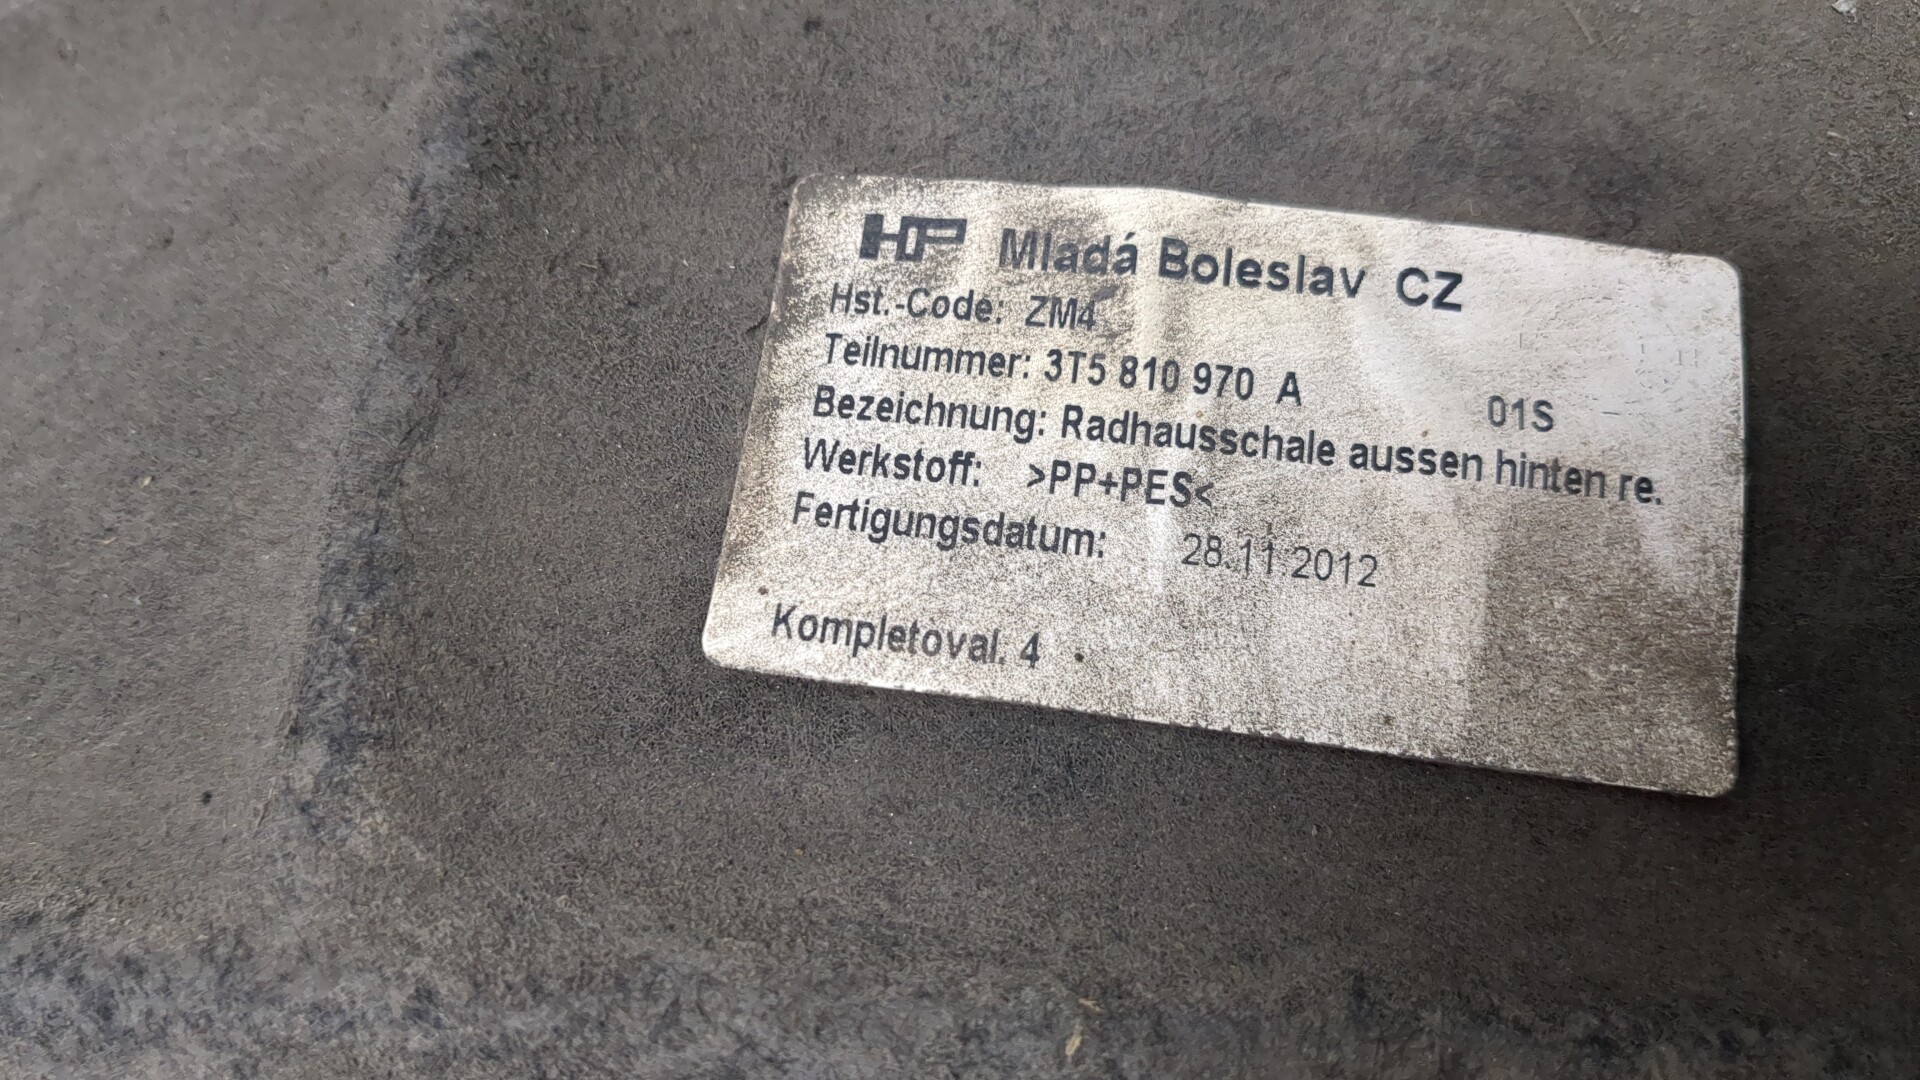 HP Mladá Boleslav CZ
Hst.-Code: ZM4
Teilnummer: 3T5 810 970 A 01S
Bezeichnung: Radhausschale aussen hinten re.
Werkstoff: >PP+PES<
Fertigungsdatum: 28.11.2012
Kompletoval. 4